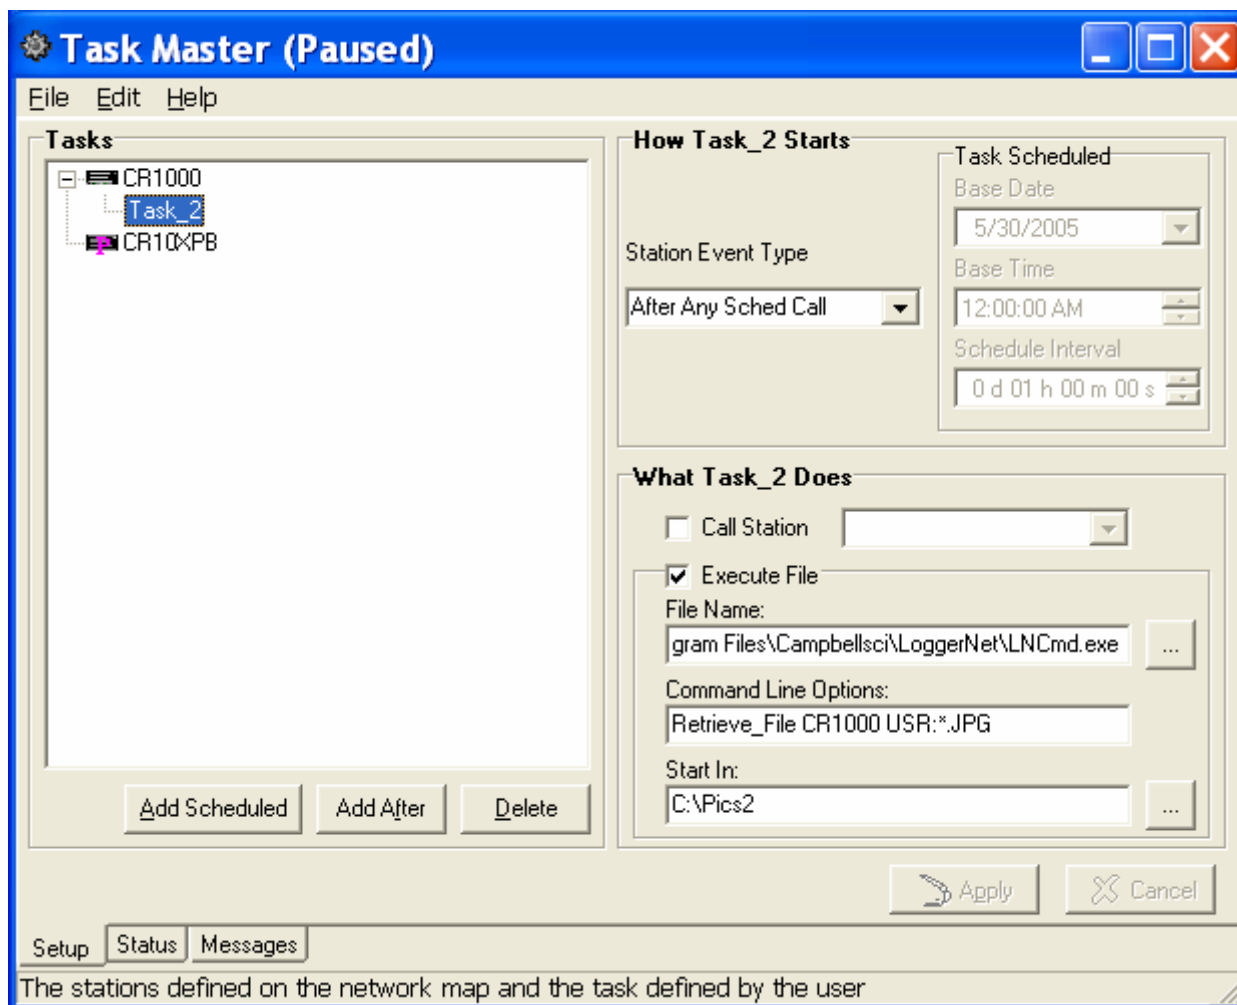 Task Master (Paused)
File Edit Help
Tasks
CR1000
Task_2
CR10XPB
Add Scheduled Add After Delete
How Task_2 Starts
Station Event Type
After Any Sched Call
Task Scheduled
Base Date
5/30/2005
Base Time
12:00:00 AM
Schedule Interval
0 d 01 h 00 m 00 s
What Task_2 Does
Call Station
Execute File
File Name:
gram Files\Campbellsci\LoggerNet\LNCmd.exe ...
Command Line Options:
Retrieve_File CR1000 USR:*.JPG
Start In:
C:\Pics2 ...
Apply Cancel
Setup Status Messages
The stations defined on the network map and the task defined by the user